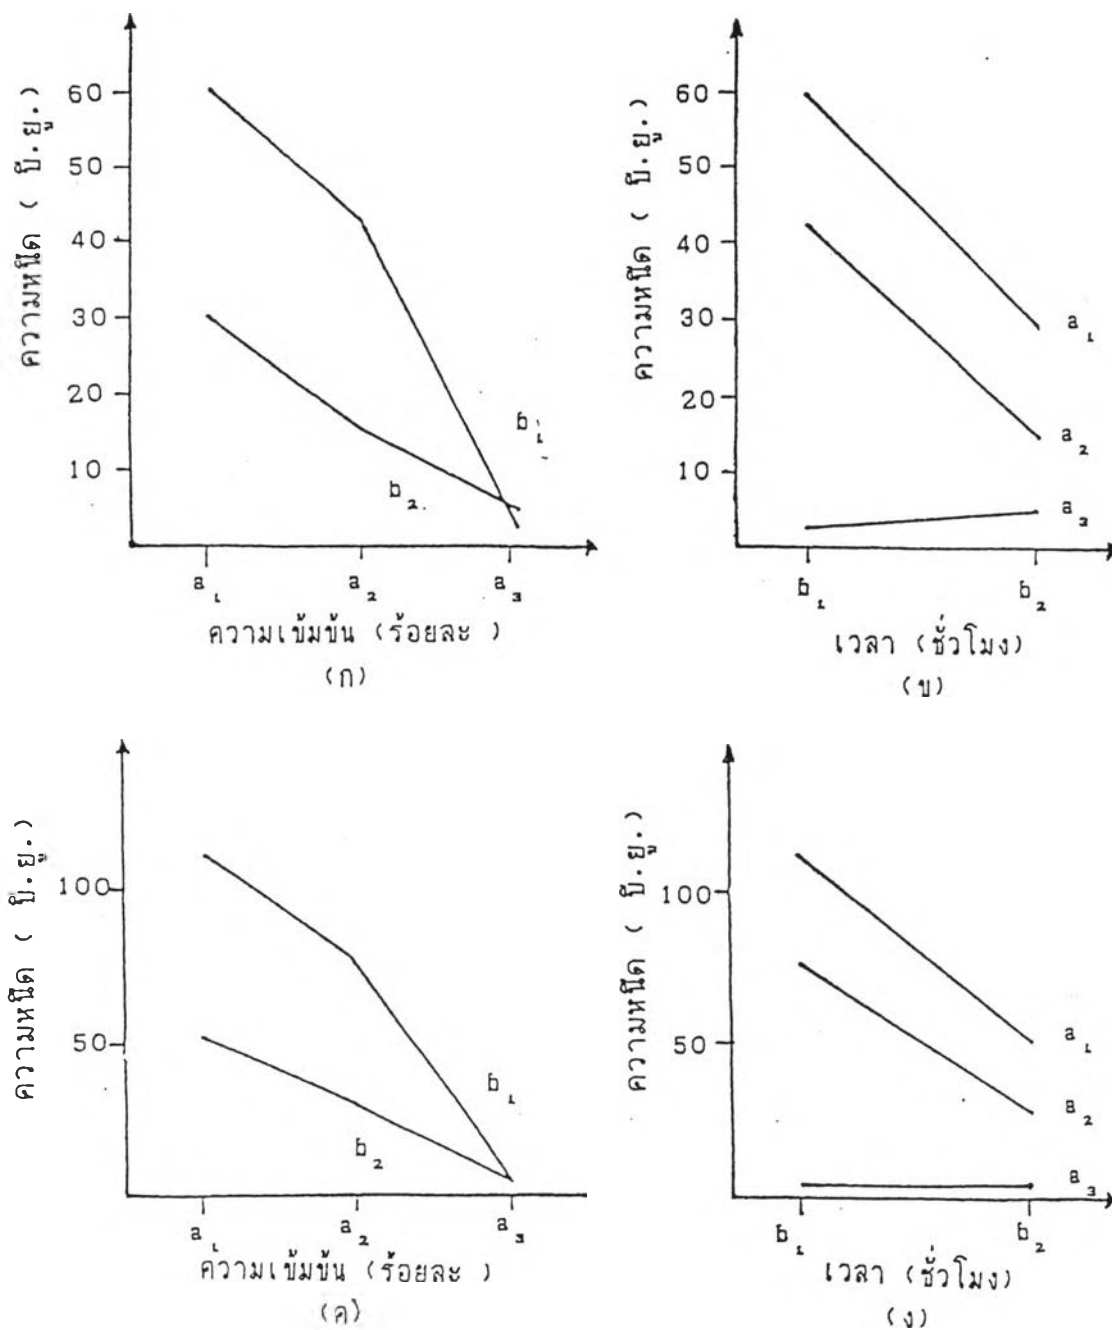 ความหนืด ( บี.ยู.)
60
50
40
30
20
10
b₁
b₂
a₁ a₂ a₃
ความเข้มข้น (ร้อยละ )
(ก)
ความหนืด ( บี.ยู.)
60
50
40
30
20
10
a₁
a₂
a₃
b₁ b₂
เวลา (ชั่วโมง)
(ข)
ความหนืด ( บี.ยู.)
100
50
b₁
b₂
a₁ a₂ a₃
ความเข้มข้น (ร้อยละ )
(ค)
ความหนืด ( บี.ยู.)
100
50
a₁
a₂
a₃
b₁ b₂
เวลา (ชั่วโมง)
(ง)